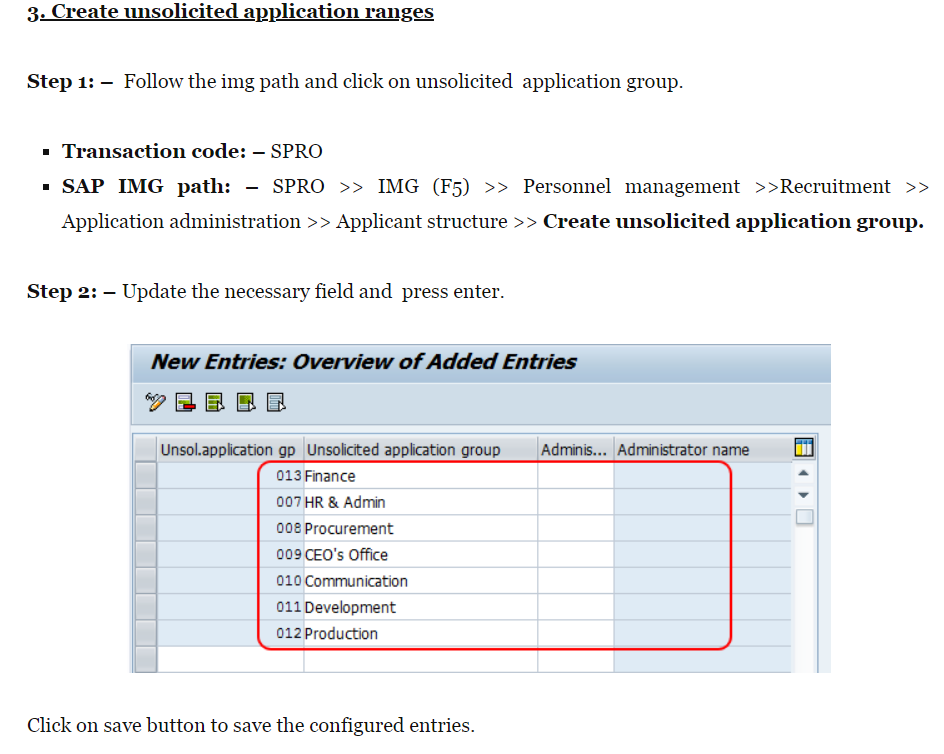 3. Create unsolicited application ranges
Step 1: – Follow the img path and click on unsolicited application group.
▪ Transaction code: – SPRO
▪ SAP IMG path: – SPRO >> IMG (F5) >> Personnel management >>Recruitment >>
Application administration >> Applicant structure >> Create unsolicited application group.
Step 2: – Update the necessary field and press enter.
New Entries: Overview of Added Entries
Unsol.application gp Unsolicited application group Adminis... Administrator name
013 Finance
007 HR & Admin
008 Procurement
009 CEO's Office
010 Communication
011 Development
012 Production
Click on save button to save the configured entries.